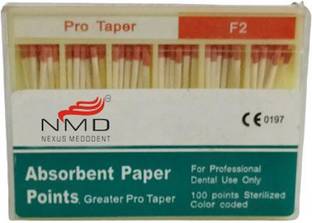 Pro Taper F2
NMD
NEXUS MEDODENT
CE 0197
Absorbent Paper
Points, Greater Pro Taper
For Professional
Dental Use Only
100 points Sterilized
Color coded